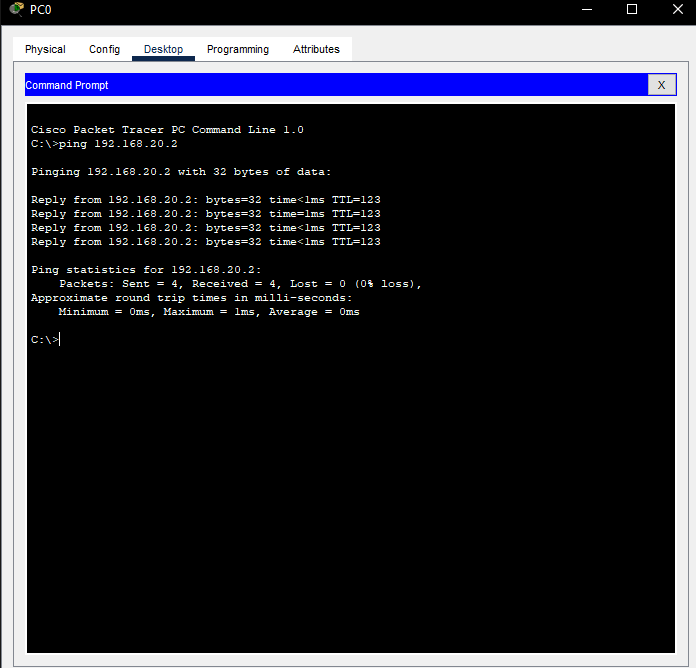 PC0
Physical Config Desktop Programming Attributes
Command Prompt X
Cisco Packet Tracer PC Command Line 1.0
C:\>ping 192.168.20.2
Pinging 192.168.20.2 with 32 bytes of data:
Reply from 192.168.20.2: bytes=32 time<1ms TTL=123
Reply from 192.168.20.2: bytes=32 time<1ms TTL=123
Reply from 192.168.20.2: bytes=32 time<1ms TTL=123
Reply from 192.168.20.2: bytes=32 time<1ms TTL=123
Ping statistics for 192.168.20.2:
    Packets: Sent = 4, Received = 4, Lost = 0 (0% loss),
Approximate round trip times in milli-seconds:
    Minimum = 0ms, Maximum = 1ms, Average = 0ms
C:\>